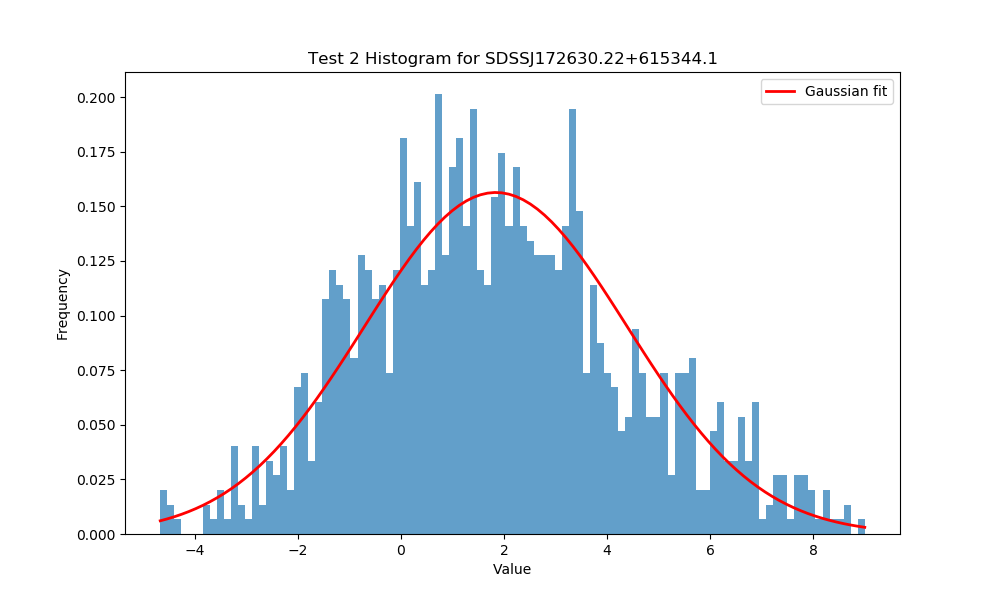 Test 2 Histogram for SDSSJ172630.22+615344.1
Gaussian fit
0.200
0.175
0.150
0.125
0.100
0.075
0.050
0.025
0.000
Frequency
−4 −2 0 2 4 6 8
Value